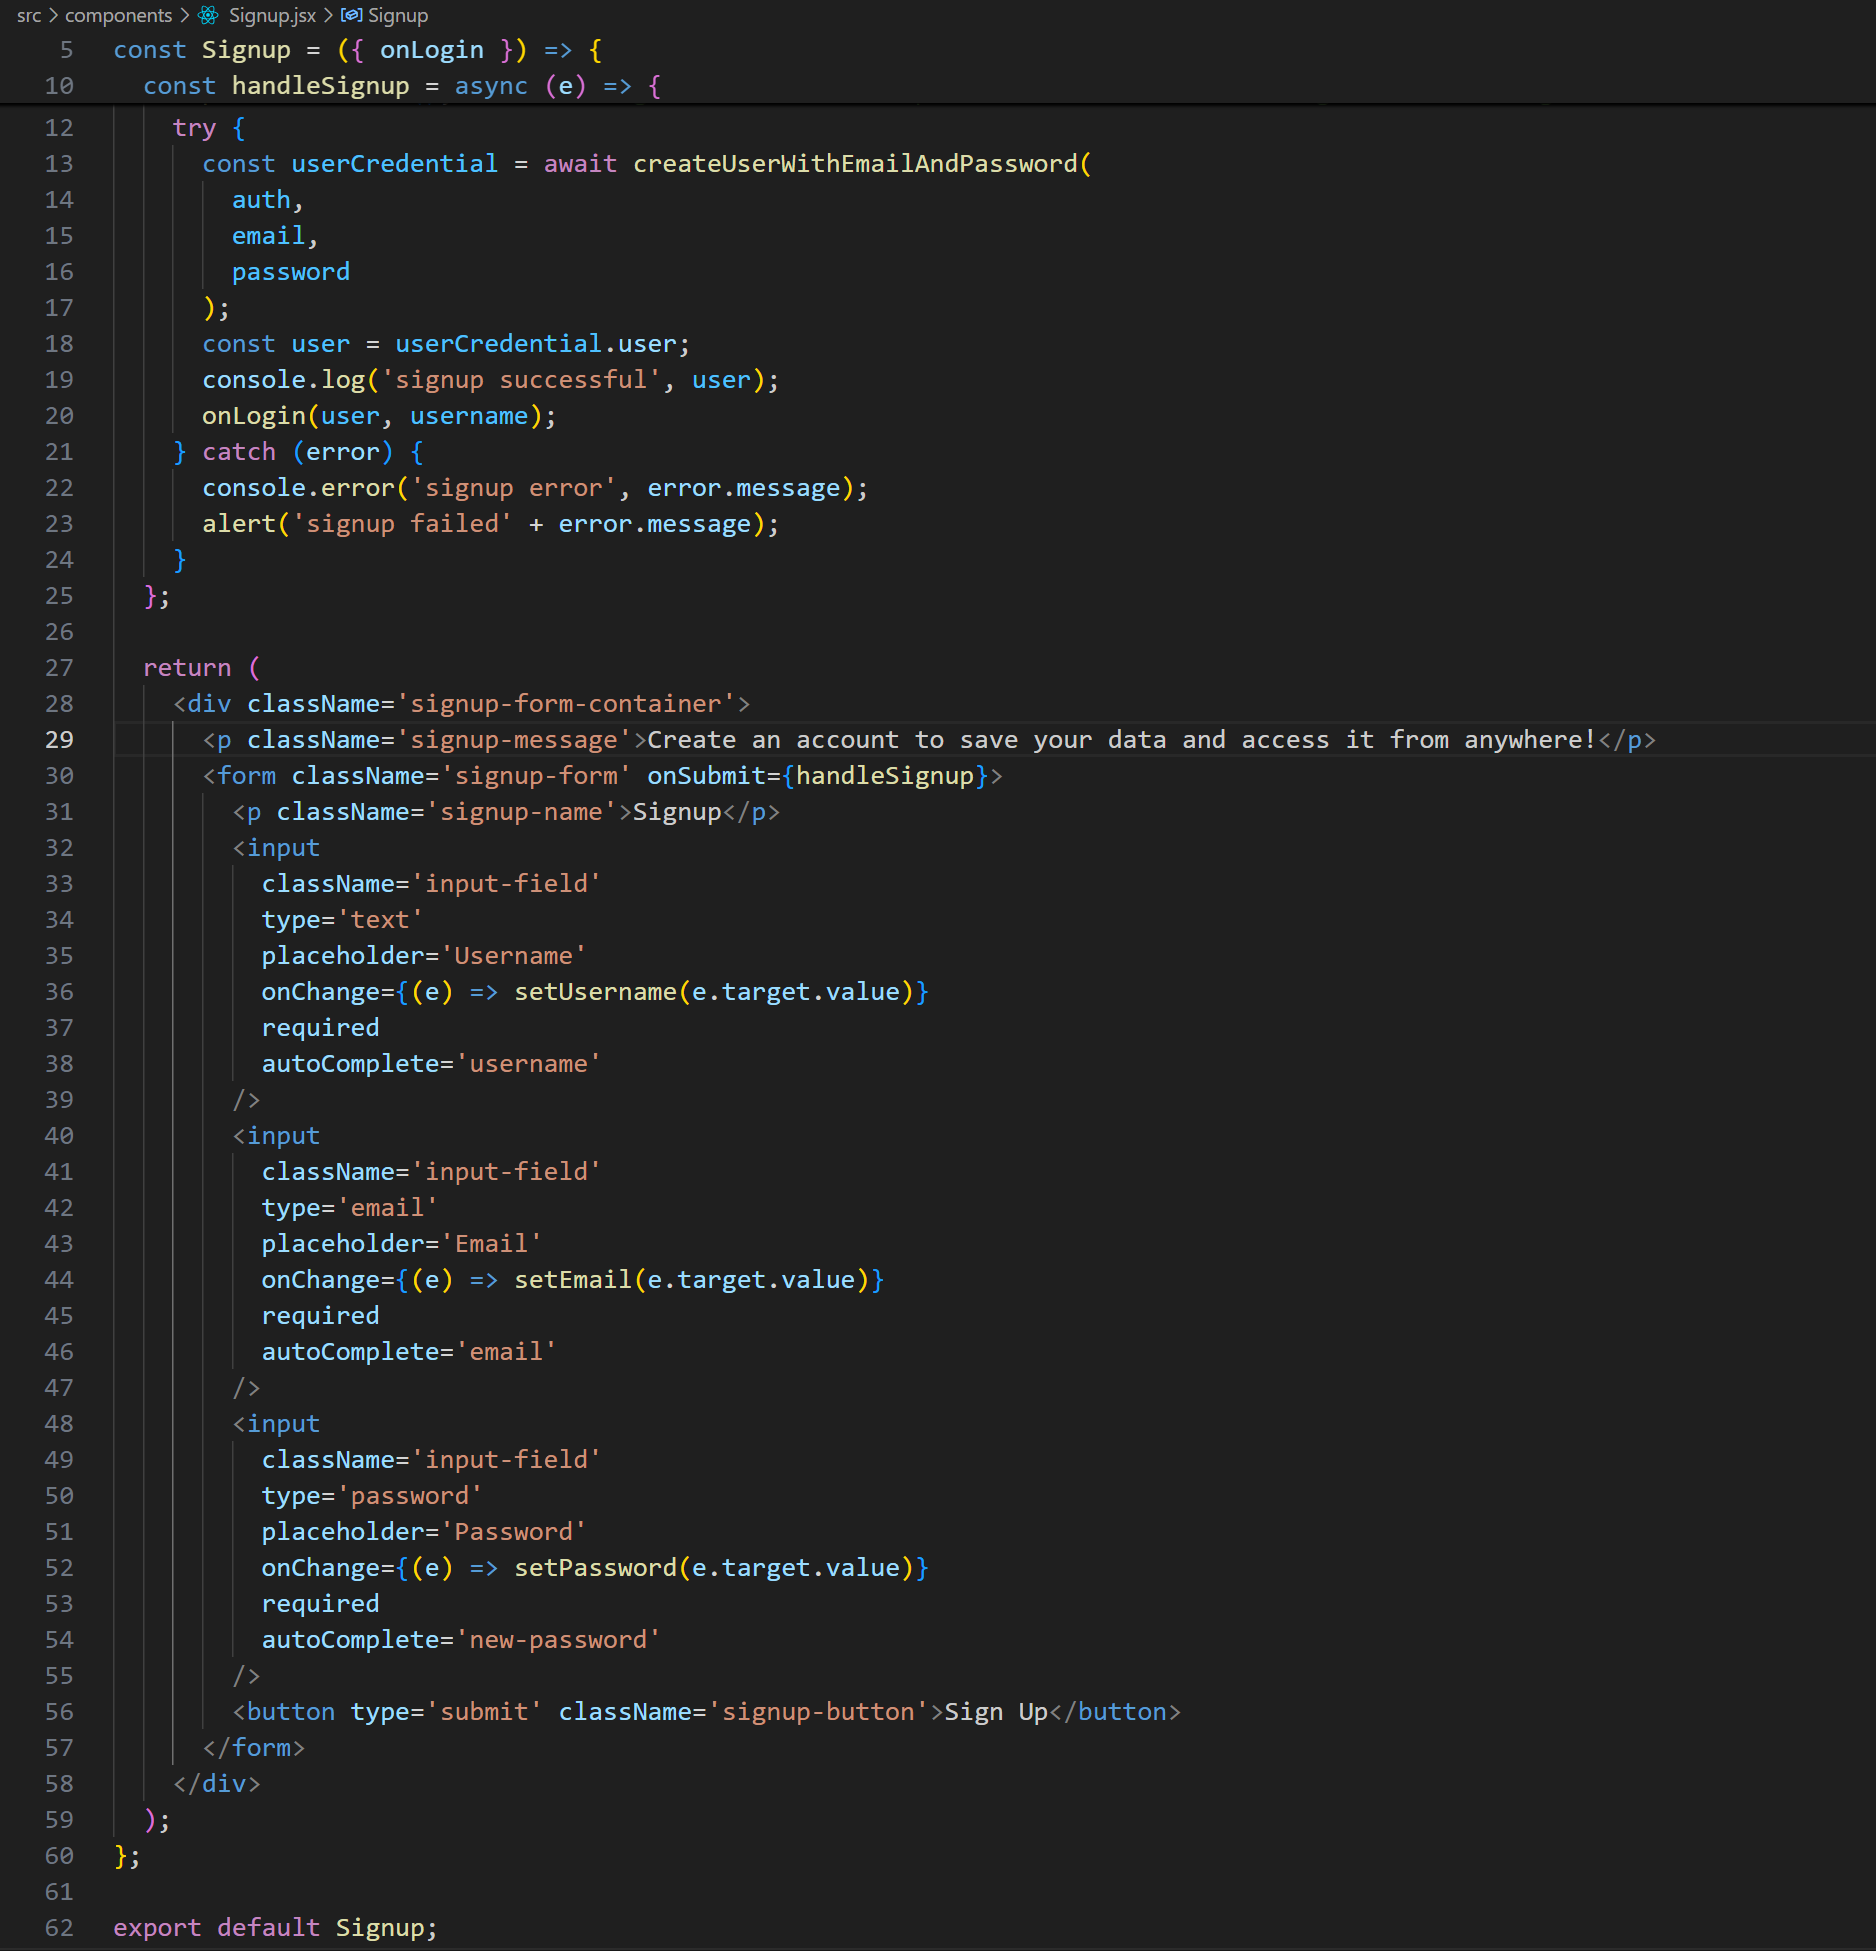 src > components > Signup.jsx > Signup
5 const Signup = ({ onLogin }) => {
10 const handleSignup = async (e) => {
12 try {
13 const userCredential = await createUserWithEmailAndPassword(
14 auth,
15 email,
16 password
17 );
18 const user = userCredential.user;
19 console.log('signup successful', user);
20 onLogin(user, username);
21 } catch (error) {
22 console.error('signup error', error.message);
23 alert('signup failed' + error.message);
24 }
25 };
26
27 return (
28 <div className='signup-form-container'>
29 <p className='signup-message'>Create an account to save your data and access it from anywhere!</p>
30 <form className='signup-form' onSubmit={handleSignup}>
31 <p className='signup-name'>Signup</p>
32 <input
33 className='input-field'
34 type='text'
35 placeholder='Username'
36 onChange={(e) => setUsername(e.target.value)}
37 required
38 autoComplete='username'
39 />
40 <input
41 className='input-field'
42 type='email'
43 placeholder='Email'
44 onChange={(e) => setEmail(e.target.value)}
45 required
46 autoComplete='email'
47 />
48 <input
49 className='input-field'
50 type='password'
51 placeholder='Password'
52 onChange={(e) => setPassword(e.target.value)}
53 required
54 autoComplete='new-password'
55 />
56 <button type='submit' className='signup-button'>Sign Up</button>
57 </form>
58 </div>
59 );
60 };
61
62 export default Signup;